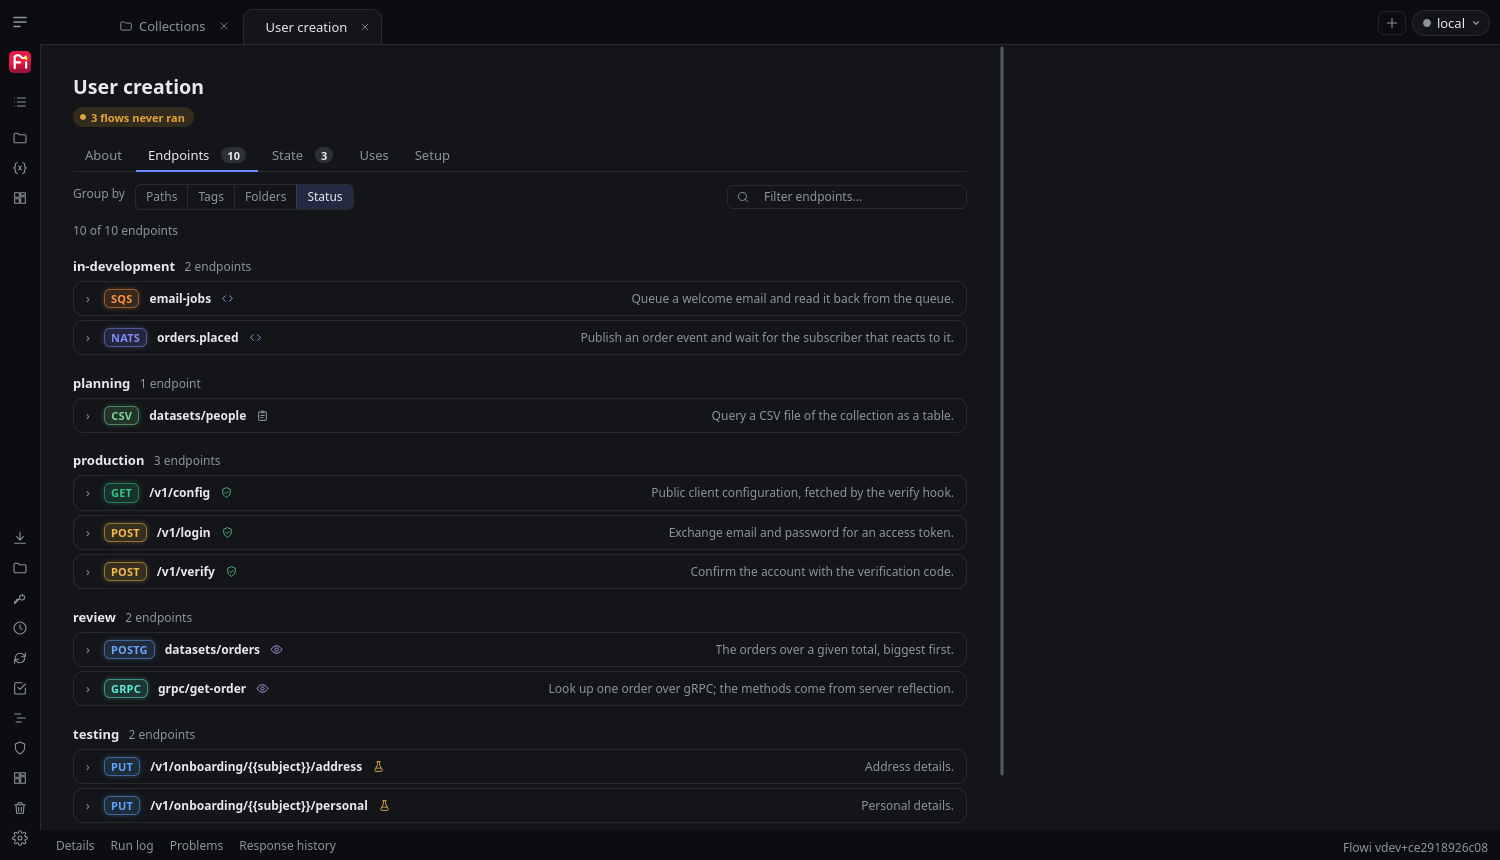 Collections
User creation
local
User creation
3 flows never ran
About
Endpoints 10
State 3
Uses
Setup
Group by
Paths
Tags
Folders
Status
Filter endpoints...
10 of 10 endpoints
in-development 2 endpoints
SQS email-jobs Queue a welcome email and read it back from the queue.
NATS orders.placed Publish an order event and wait for the subscriber that reacts to it.
planning 1 endpoint
CSV datasets/people Query a CSV file of the collection as a table.
production 3 endpoints
GET /v1/config Public client configuration, fetched by the verify hook.
POST /v1/login Exchange email and password for an access token.
POST /v1/verify Confirm the account with the verification code.
review 2 endpoints
POSTG datasets/orders The orders over a given total, biggest first.
GRPC grpc/get-order Look up one order over gRPC; the methods come from server reflection.
testing 2 endpoints
PUT /v1/onboarding/{{subject}}/address Address details.
PUT /v1/onboarding/{{subject}}/personal Personal details.
Details
Run log
Problems
Response history
Flowi vdev+ce2918926c08